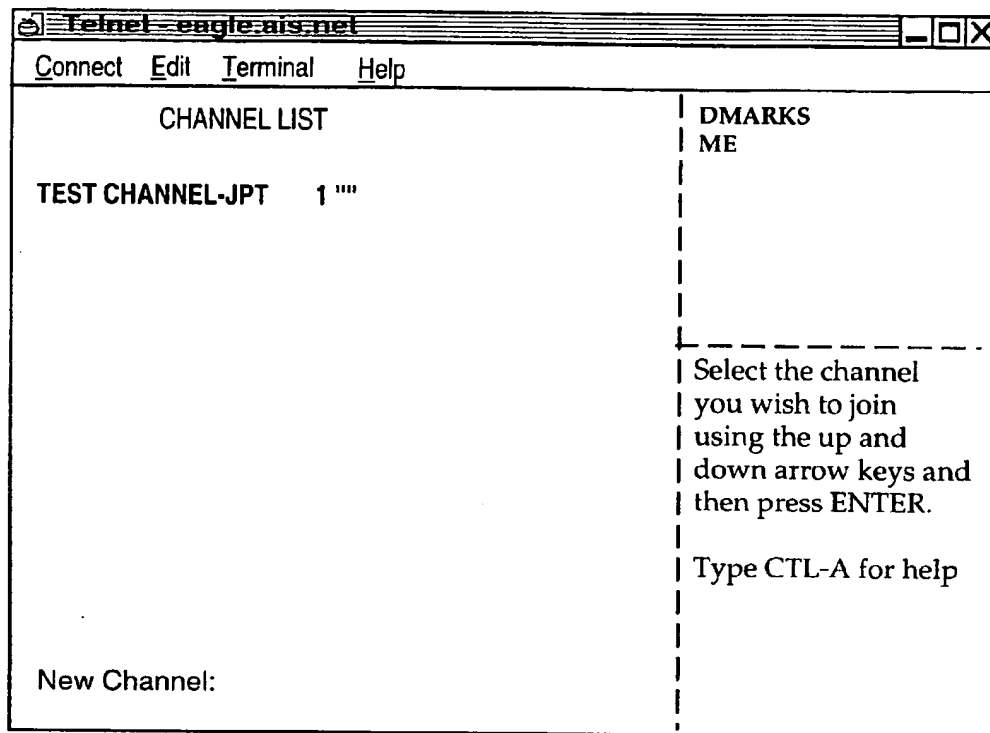 Telnet - eagle.ais.net
Connect Edit Terminal Help
CHANNEL LIST
TEST CHANNEL-JPT 1 ""
New Channel:
DMARKS
ME
Select the channel
you wish to join
using the up and
down arrow keys and
then press ENTER.
Type CTL-A for help